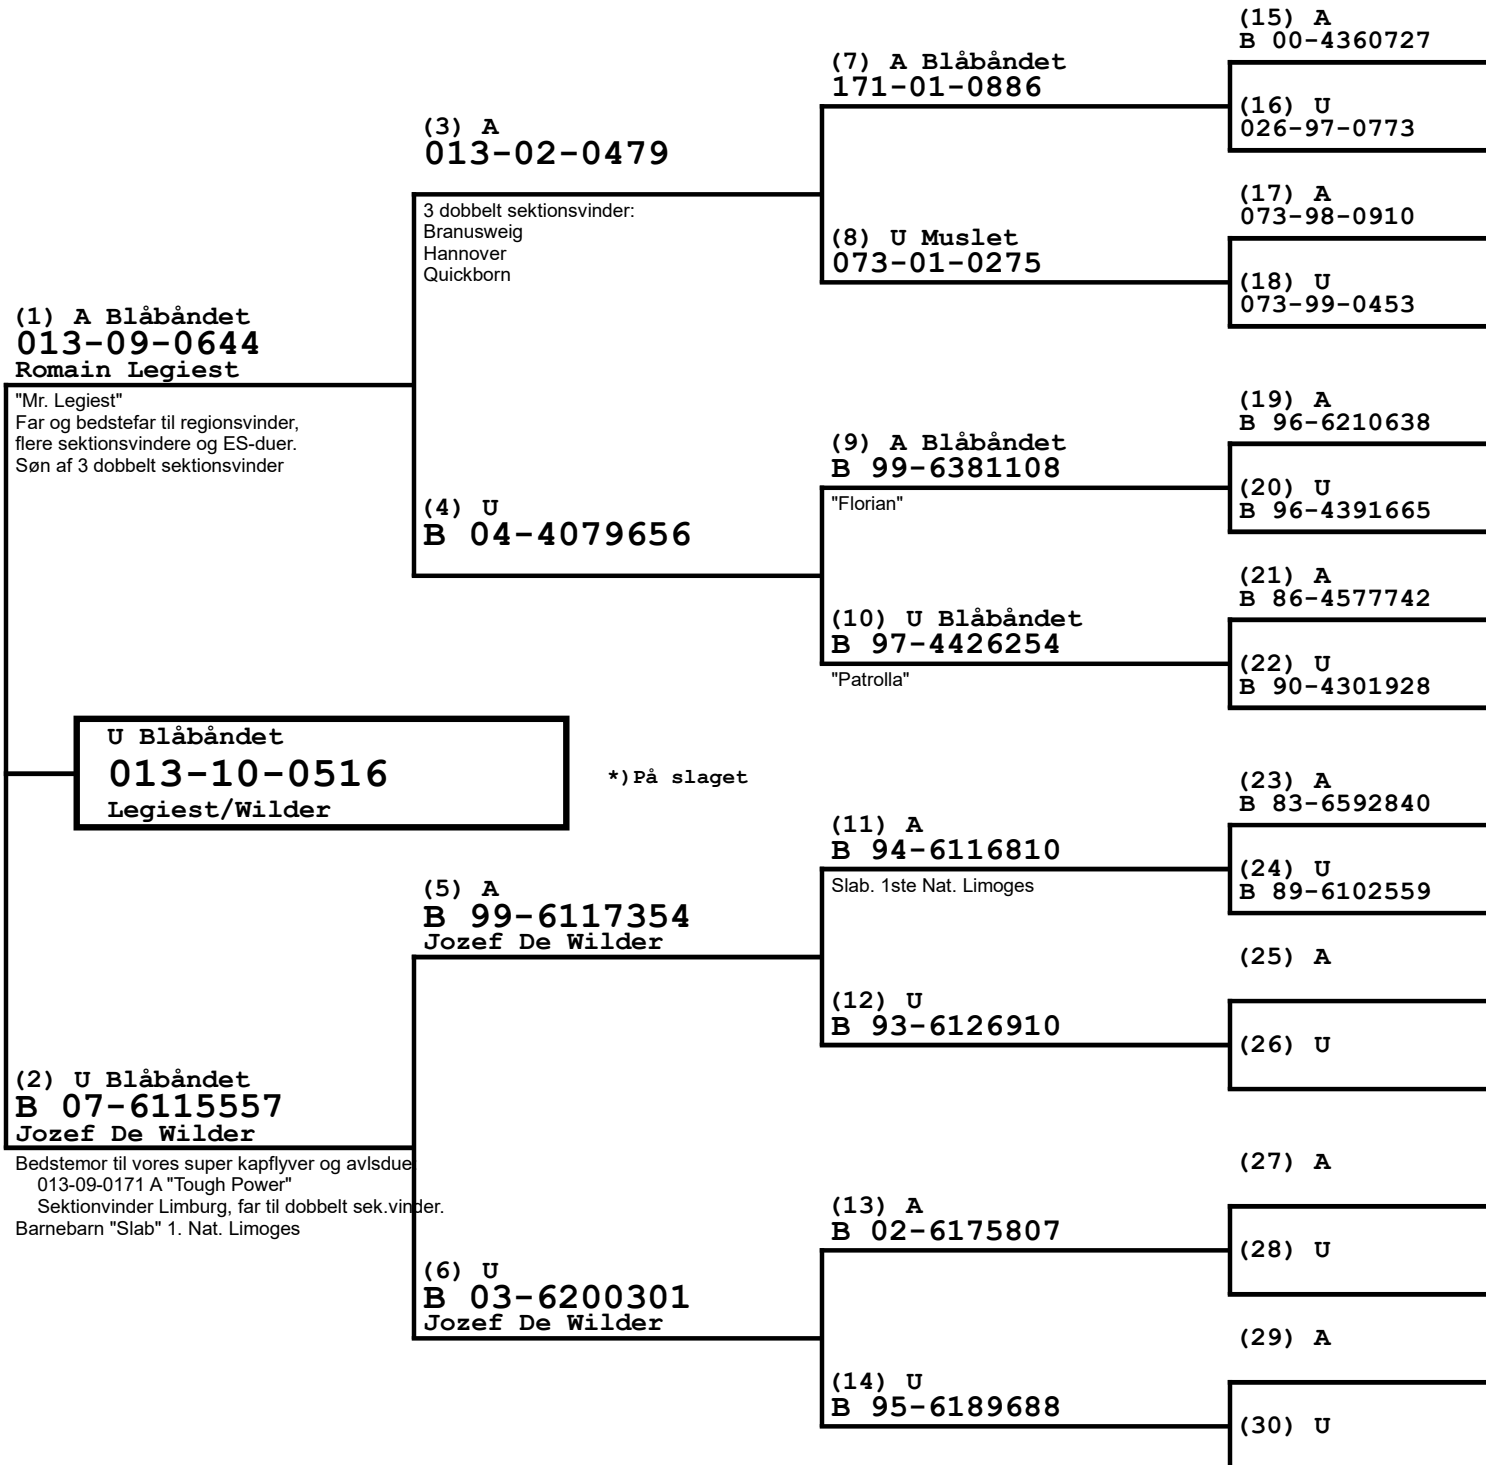 (1) A Blåbåndet
013-09-0644
Romain Legiest
"Mr. Legiest"
Far og bedstefar til regionsvinder,
flere sektionsvindere og ES-duer.
Søn af 3 dobbelt sektionsvinder
U Blåbåndet
013-10-0516
Legiest/Wilder
*)På slaget
(2) U Blåbåndet
B 07-6115557
Jozef De Wilder
Bedstemor til vores super kapflyver og avlsdue
013-09-0171 A "Tough Power"
Sektionvinder Limburg, far til dobbelt sek.vinder.
Barnebarn "Slab" 1. Nat. Limoges
(3) A
013-02-0479
3 dobbelt sektionsvinder:
Branusweig
Hannover
Quickborn
(4) U
B 04-4079656
(5) A
B 99-6117354
Jozef De Wilder
(6) U
B 03-6200301
Jozef De Wilder
(7) A Blåbåndet
171-01-0886
(8) U Muslet
073-01-0275
(9) A Blåbåndet
B 99-6381108
"Florian"
(10) U Blåbåndet
B 97-4426254
"Patrolla"
(11) A
B 94-6116810
Slab. 1ste Nat. Limoges
(12) U
B 93-6126910
(13) A
B 02-6175807
(14) U
B 95-6189688
(15) A
B 00-4360727
(16) U
026-97-0773
(17) A
073-98-0910
(18) U
073-99-0453
(19) A
B 96-6210638
(20) U
B 96-4391665
(21) A
B 86-4577742
(22) U
B 90-4301928
(23) A
B 83-6592840
(24) U
B 89-6102559
(25) A
(26) U
(27) A
(28) U
(29) A
(30) U